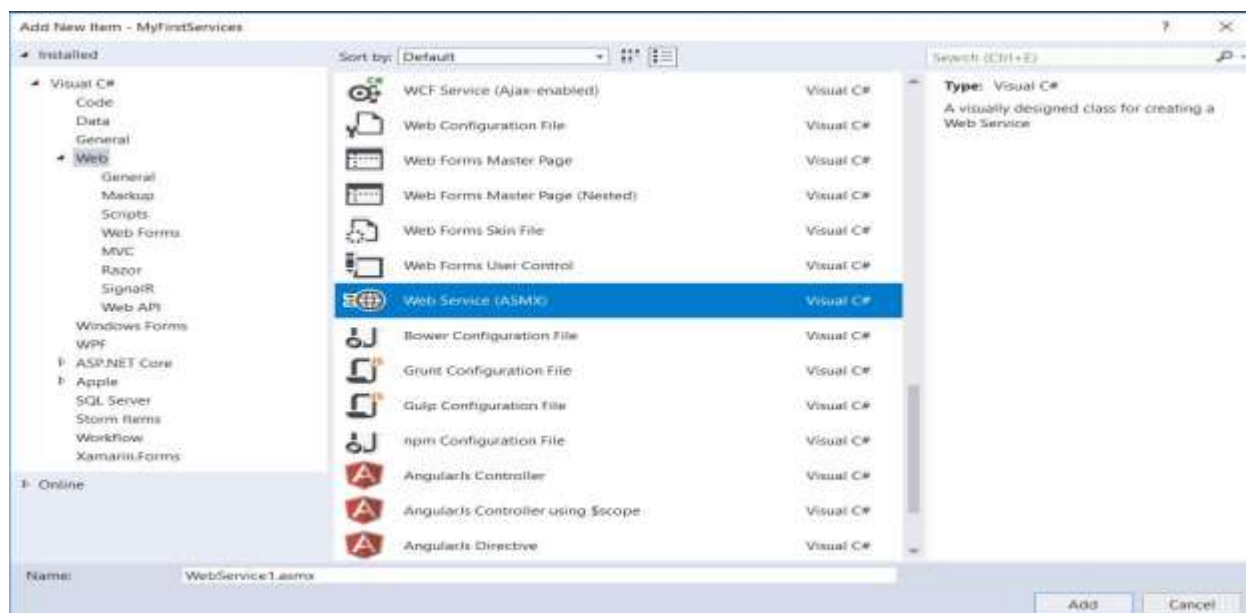 Add New Item - MyFirstServices
? ×
Installed
Sort by: Default
Search (Ctrl+E)
Visual C#
Code
Data
General
Web
General
Markup
Scripts
Web Forms
MVC
Razor
SignalR
Web API
Windows Forms
WPF
ASP.NET Core
Apple
SQL Server
Storm Items
Workflow
Xamarin.Forms
Online
WCF Service (Ajax-enabled) Visual C#
Web Configuration File Visual C#
Web Forms Master Page Visual C#
Web Forms Master Page (Nested) Visual C#
Web Forms Skin File Visual C#
Web Forms User Control Visual C#
Web Service (ASMX) Visual C#
Bower Configuration File Visual C#
Grunt Configuration File Visual C#
Gulp Configuration File Visual C#
npm Configuration File Visual C#
AngularJs Controller Visual C#
AngularJs Controller using $scope Visual C#
AngularJs Directive Visual C#
Type: Visual C#
A visually designed class for creating a
Web Service
Name: WebService1.asmx
Add Cancel